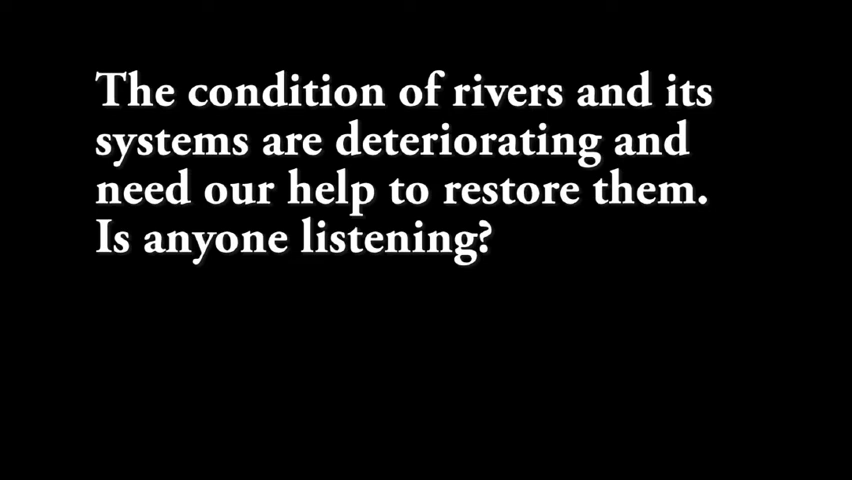 The condition of rivers and its
systems are deteriorating and
need our help to restore them.
Is anyone listening?